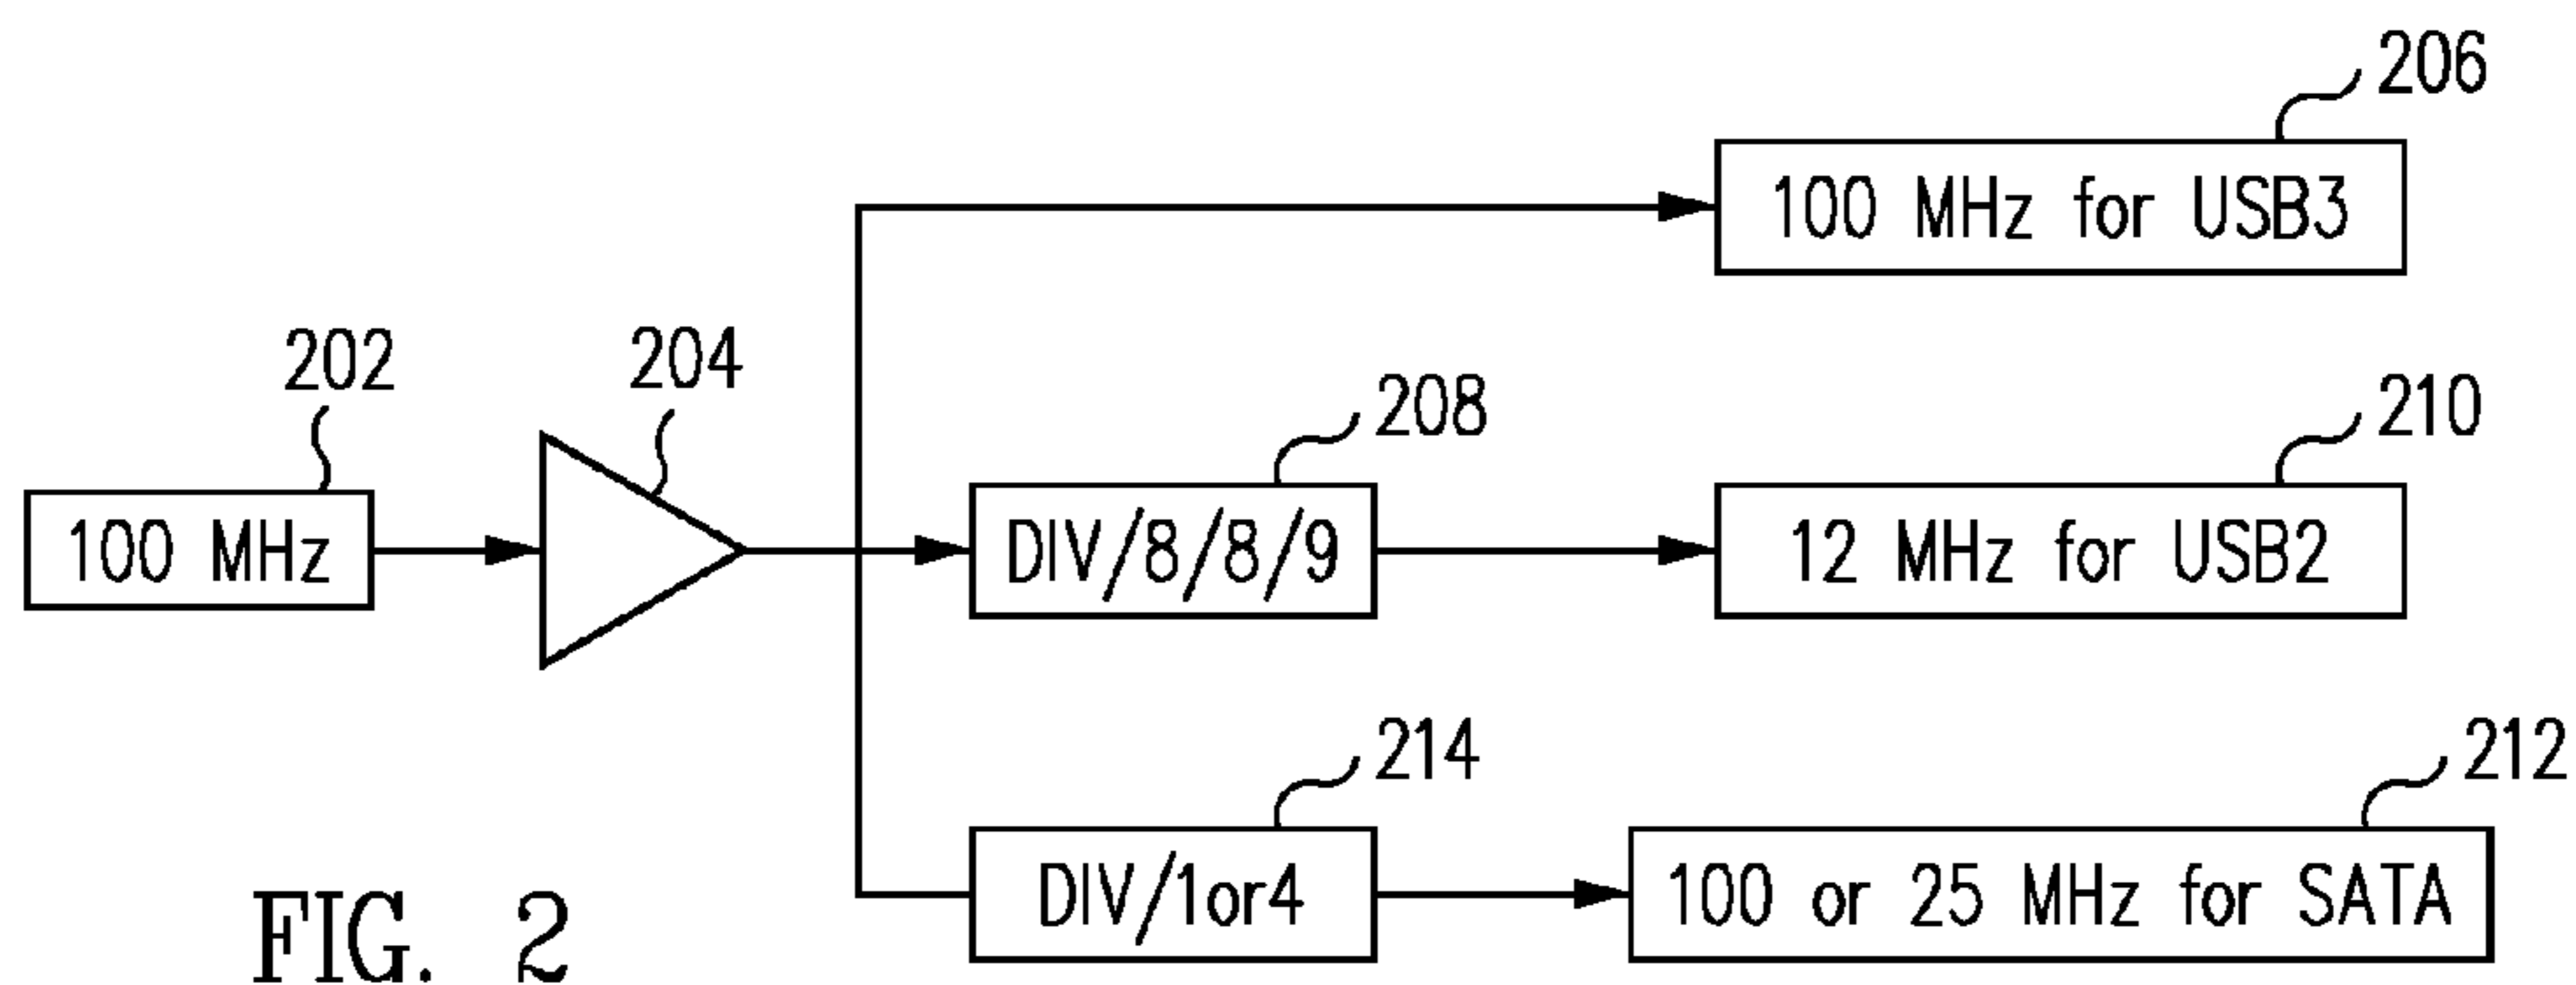 206
100 MHz for USB3
202
204
208
210
100 MHz
DIV/8/8/9
12 MHz for USB2
214
212
DIV/1or4
100 or 25 MHz for SATA
FIG. 2